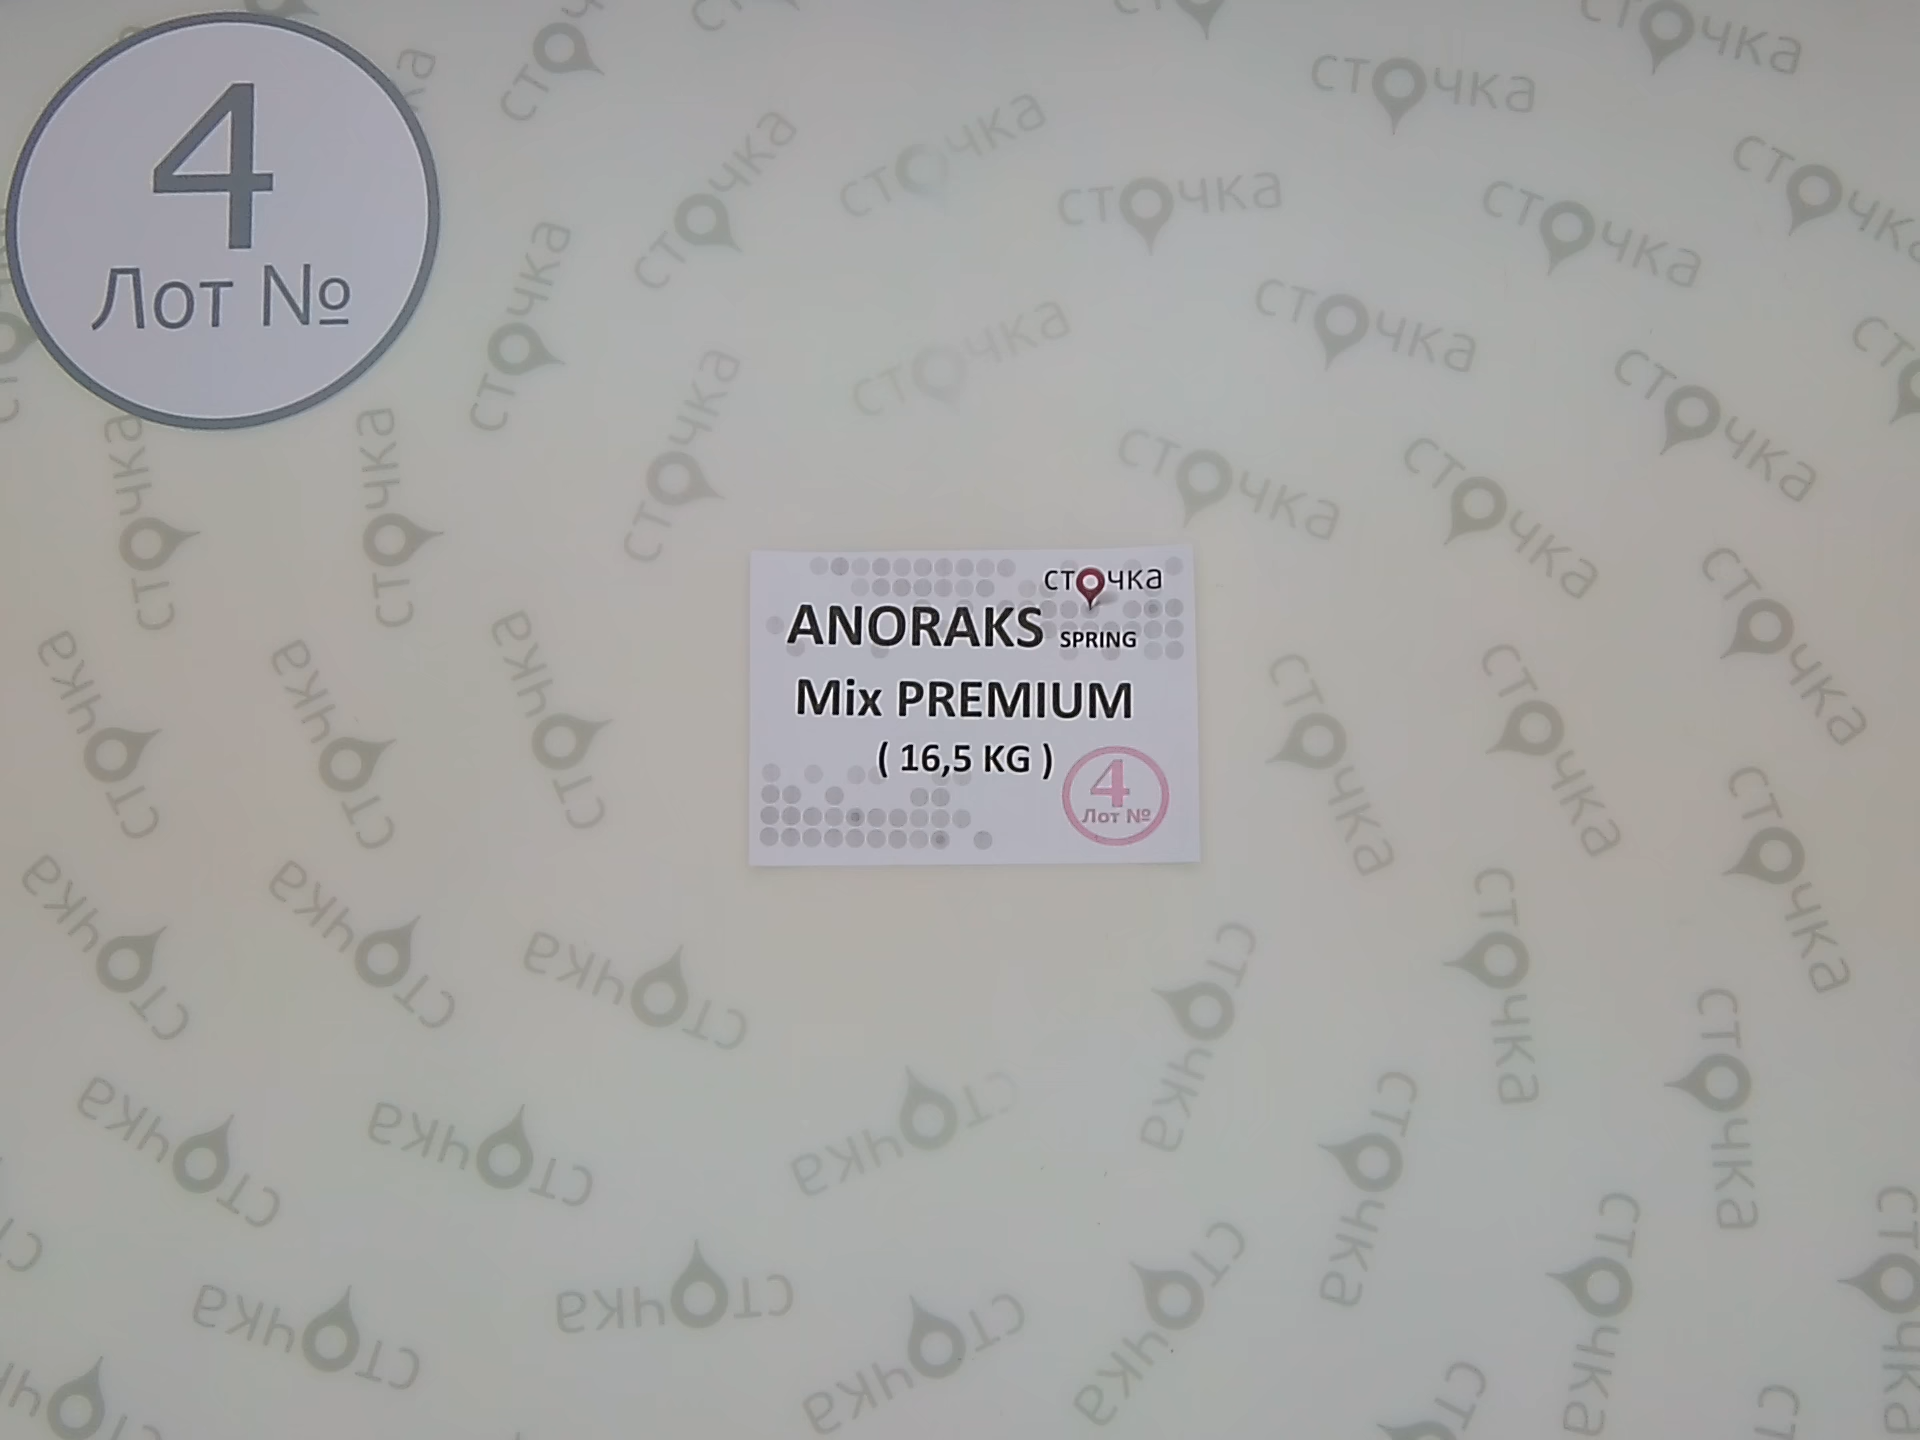 4
Лот №
сточка
ANORAKS SPRING
Mix PREMIUM
( 16,5 KG )
4
Лот №